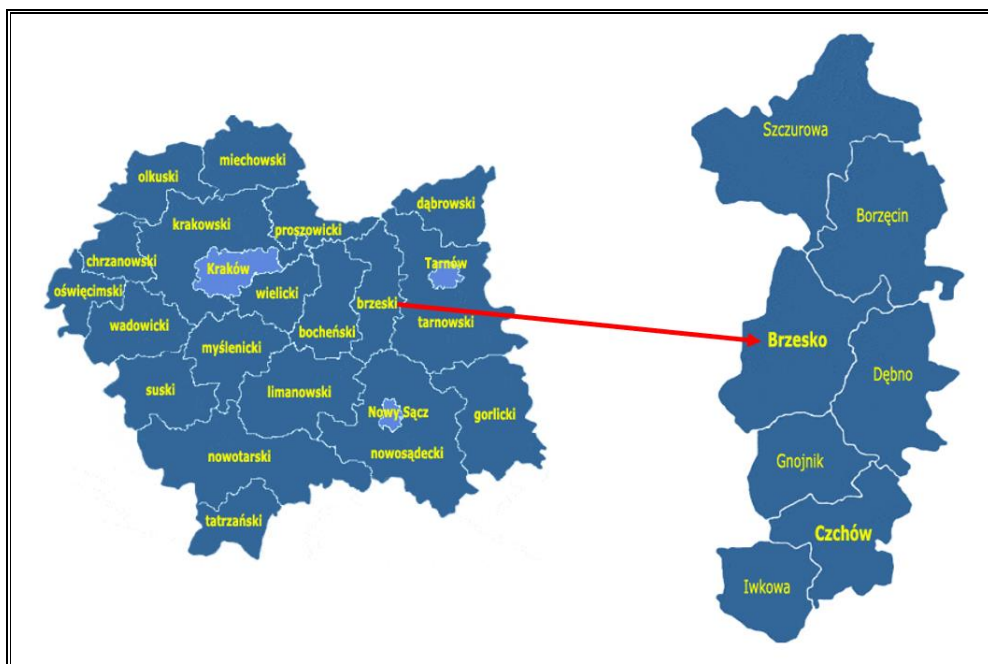 miechowski
olkuski
dąbrowski
krakowski
proszowicki
chrzanowski
Kraków
Tarnów
oświęcimski
wielicki
brzeski
wadowicki
bocheński
tarnowski
myślenicki
suski
limanowski
Nowy Sącz
gorlicki
nowotarski
nowosądecki
tatrzański
Szczurowa
Borzęcin
Brzesko
Dębno
Gnojnik
Czchów
Iwkowa